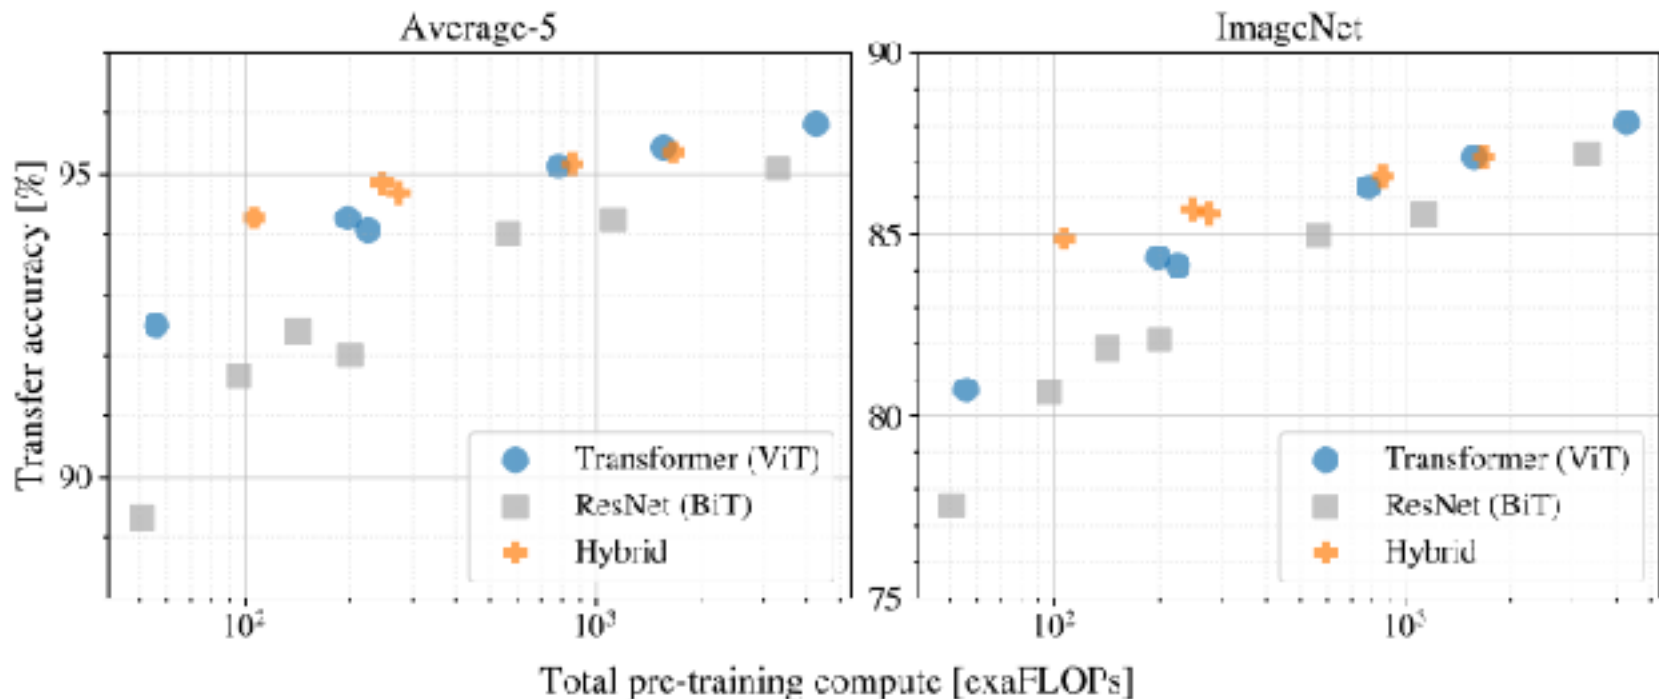 Average-5
ImageNet
Transfer accuracy [%]
95
90
90
85
80
75
Transformer (ViT)
ResNet (BiT)
Hybrid
Transformer (ViT)
ResNet (BiT)
Hybrid
10²
10³
10²
10³
Total pre-training compute [exaFLOPs]